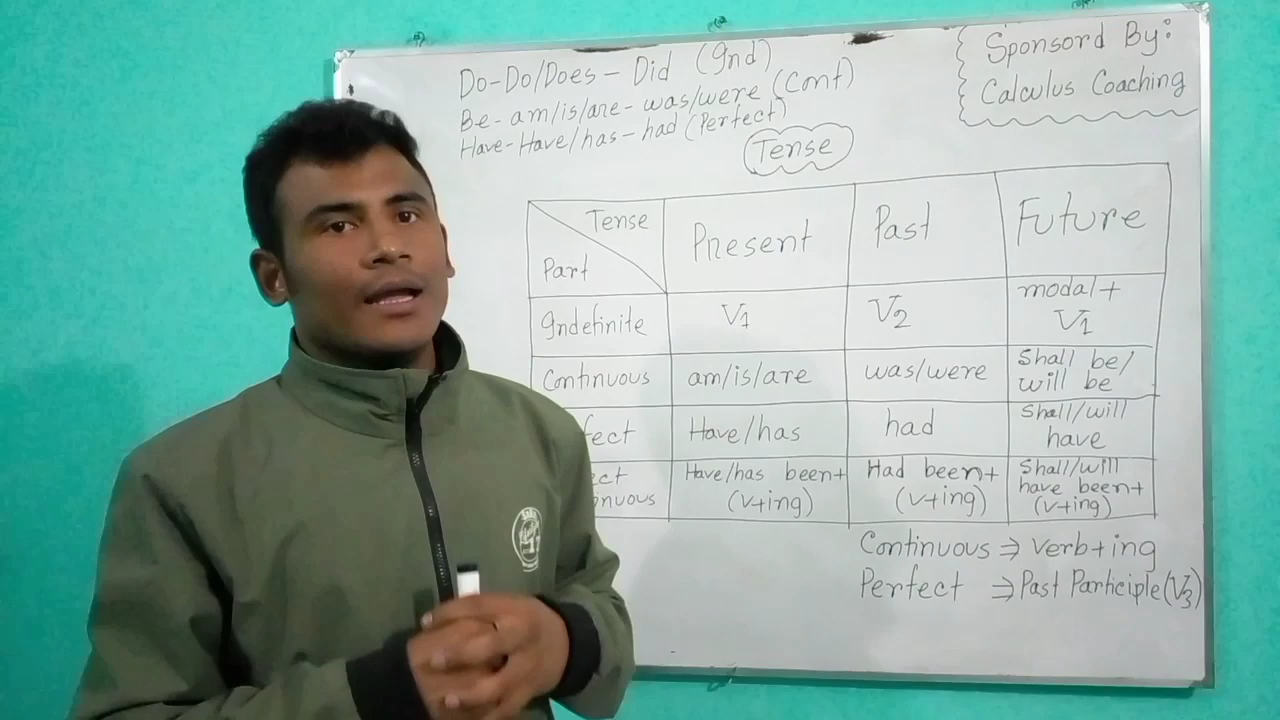 Do-Do/Does- Did (Ind)
Be- am/is/are- was/were (Cont)
Have- Have/has- had (Perfect)
Sponsord By:
Calculus Coaching
Tense
Tense
Part
Present
Past
Future
Indefinite
V1
V2
modal+
V1
Continuous
am/is/are
was/were
Shall be/
will be
fect
Have/has
had
Shall/will
have
ect
nuous
Have/has been+
(v+ing)
Had been+
(v+ing)
Shall/will
have been+
(v+ing)
Continuous ⇒ Verb+ing
Perfect ⇒ Past Participle(V3)